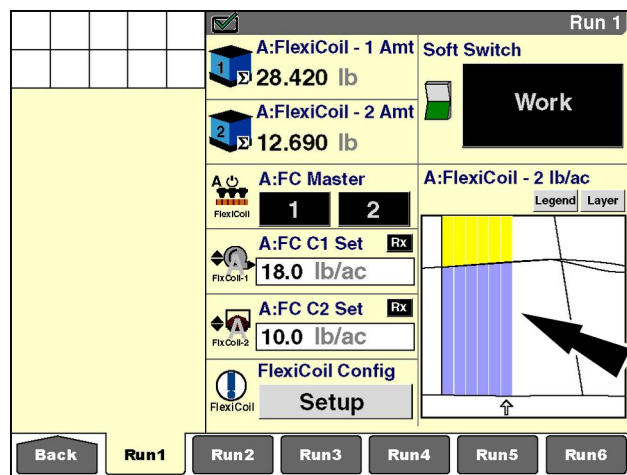 Run 1
A:FlexiCoil - 1 Amt
1
Σ
28.420 lb
A:FlexiCoil - 2 Amt
2
Σ
12.690 lb
Soft Switch
Work
A
FlexiCoil
A:FC Master
1 2
A:FC C1 Set Rx
A
FlxCoil-1
18.0 lb/ac
A:FC C2 Set Rx
A
FlxCoil-2
10.0 lb/ac
FlexiCoil Config
FlexiCoil
Setup
A:FlexiCoil - 2 lb/ac
Legend Layer
Back Run1 Run2 Run3 Run4 Run5 Run6